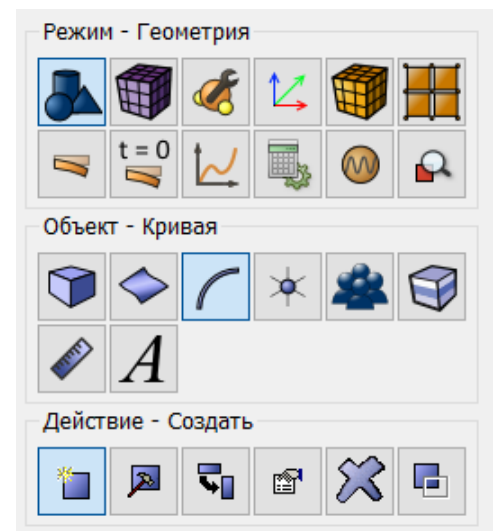 Режим - Геометрия
t = 0
Объект - Кривая
A
Действие - Создать